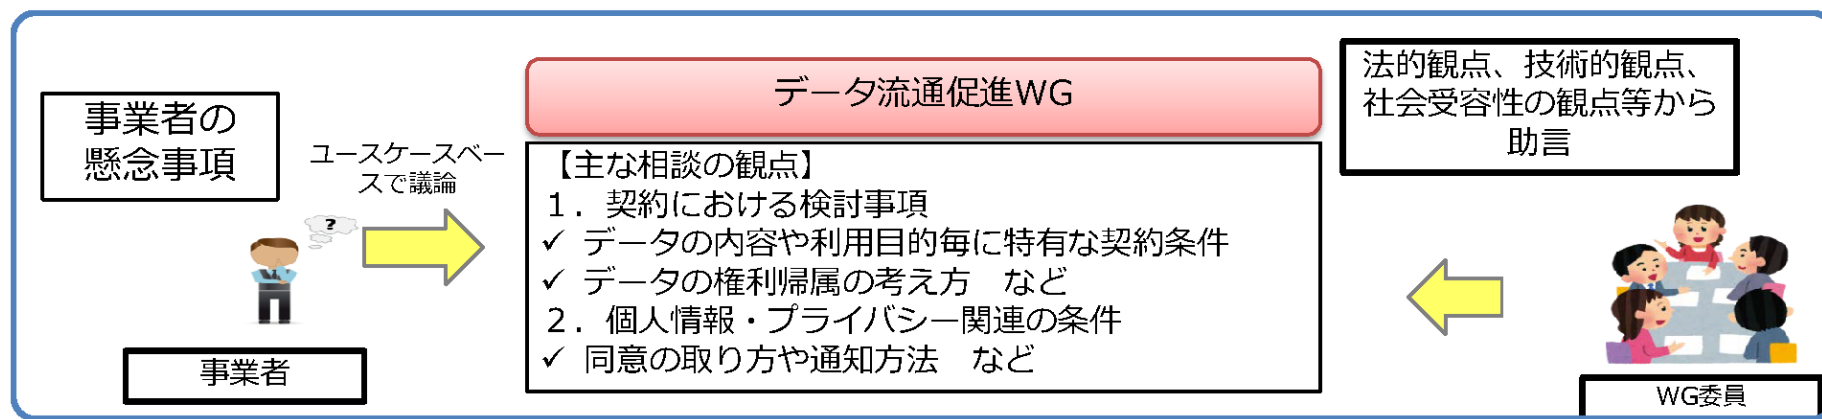 事業者の
懸念事項
ユースケースベー
スで議論
?
事業者
データ流通促進WG
【主な相談の観点】
１．契約における検討事項
✓ データの内容や利用目的毎に特有な契約条件
✓ データの権利帰属の考え方　など
２．個人情報・プライバシー関連の条件
✓ 同意の取り方や通知方法　など
法的観点、技術的観点、
社会受容性の観点等から
助言
WG委員